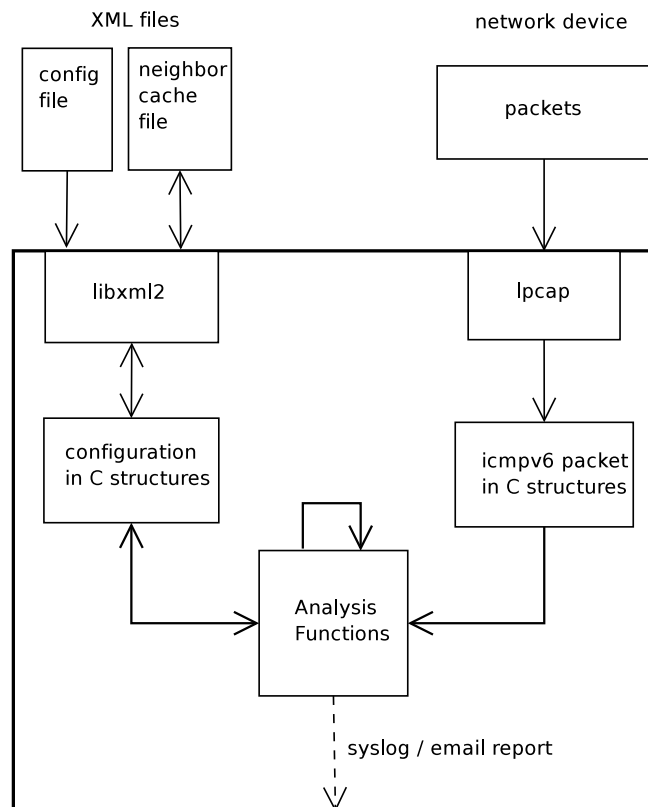 XML files
network device
config
file
neighbor
cache
file
packets
libxml2
lpcap
configuration
in C structures
icmpv6 packet
in C structures
Analysis
Functions
syslog / email report